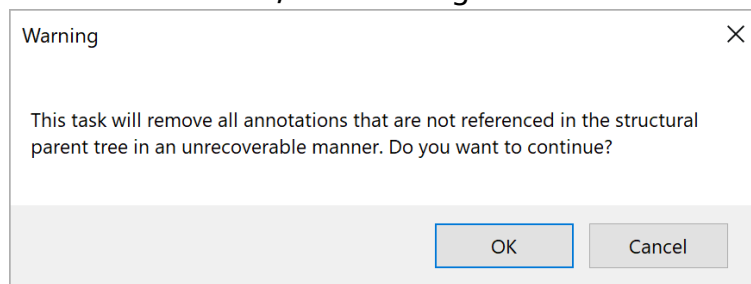 Warning
This task will remove all annotations that are not referenced in the structural
parent tree in an unrecoverable manner. Do you want to continue?
OK
Cancel